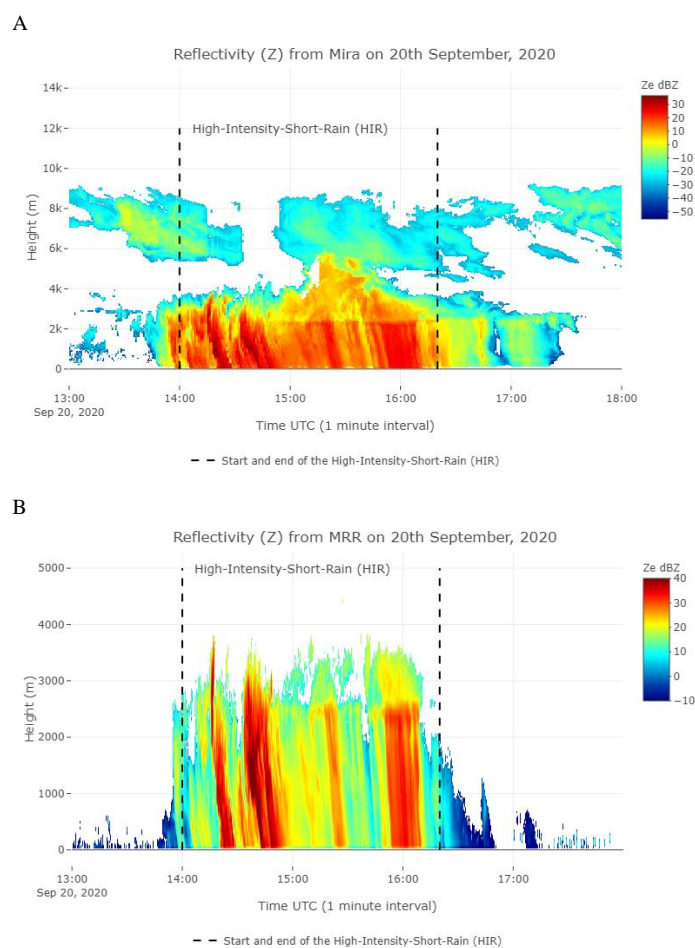 A
Reflectivity (Z) from Mira on 20th September, 2020
Ze dBZ
14k
12k
10k
8k
6k
4k
2k
0
Height (m)
High-Intensity-Short-Rain (HIR)
30
20
10
0
−10
−20
−30
−40
−50
13:00 14:00 15:00 16:00 17:00 18:00
Sep 20, 2020
Time UTC (1 minute interval)
Start and end of the High-Intensity-Short-Rain (HIR)
B
Reflectivity (Z) from MRR on 20th September, 2020
Ze dBZ
5000
4000
3000
2000
1000
0
Height (m)
High-Intensity-Short-Rain (HIR)
40
30
20
10
0
−10
13:00 14:00 15:00 16:00 17:00
Sep 20, 2020
Time UTC (1 minute interval)
Start and end of the High-Intensity-Short-Rain (HIR)